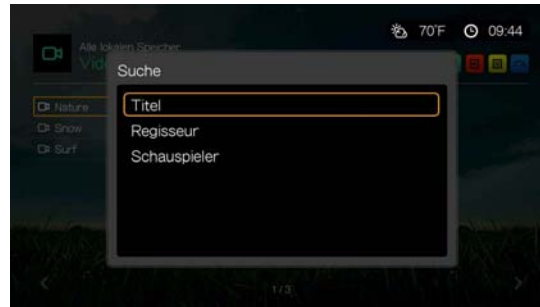 70°F 09:44
Alle lokalen Speicher
Suche
Titel
Regisseur
Schauspieler
Nature
Snow
Surf
1/3